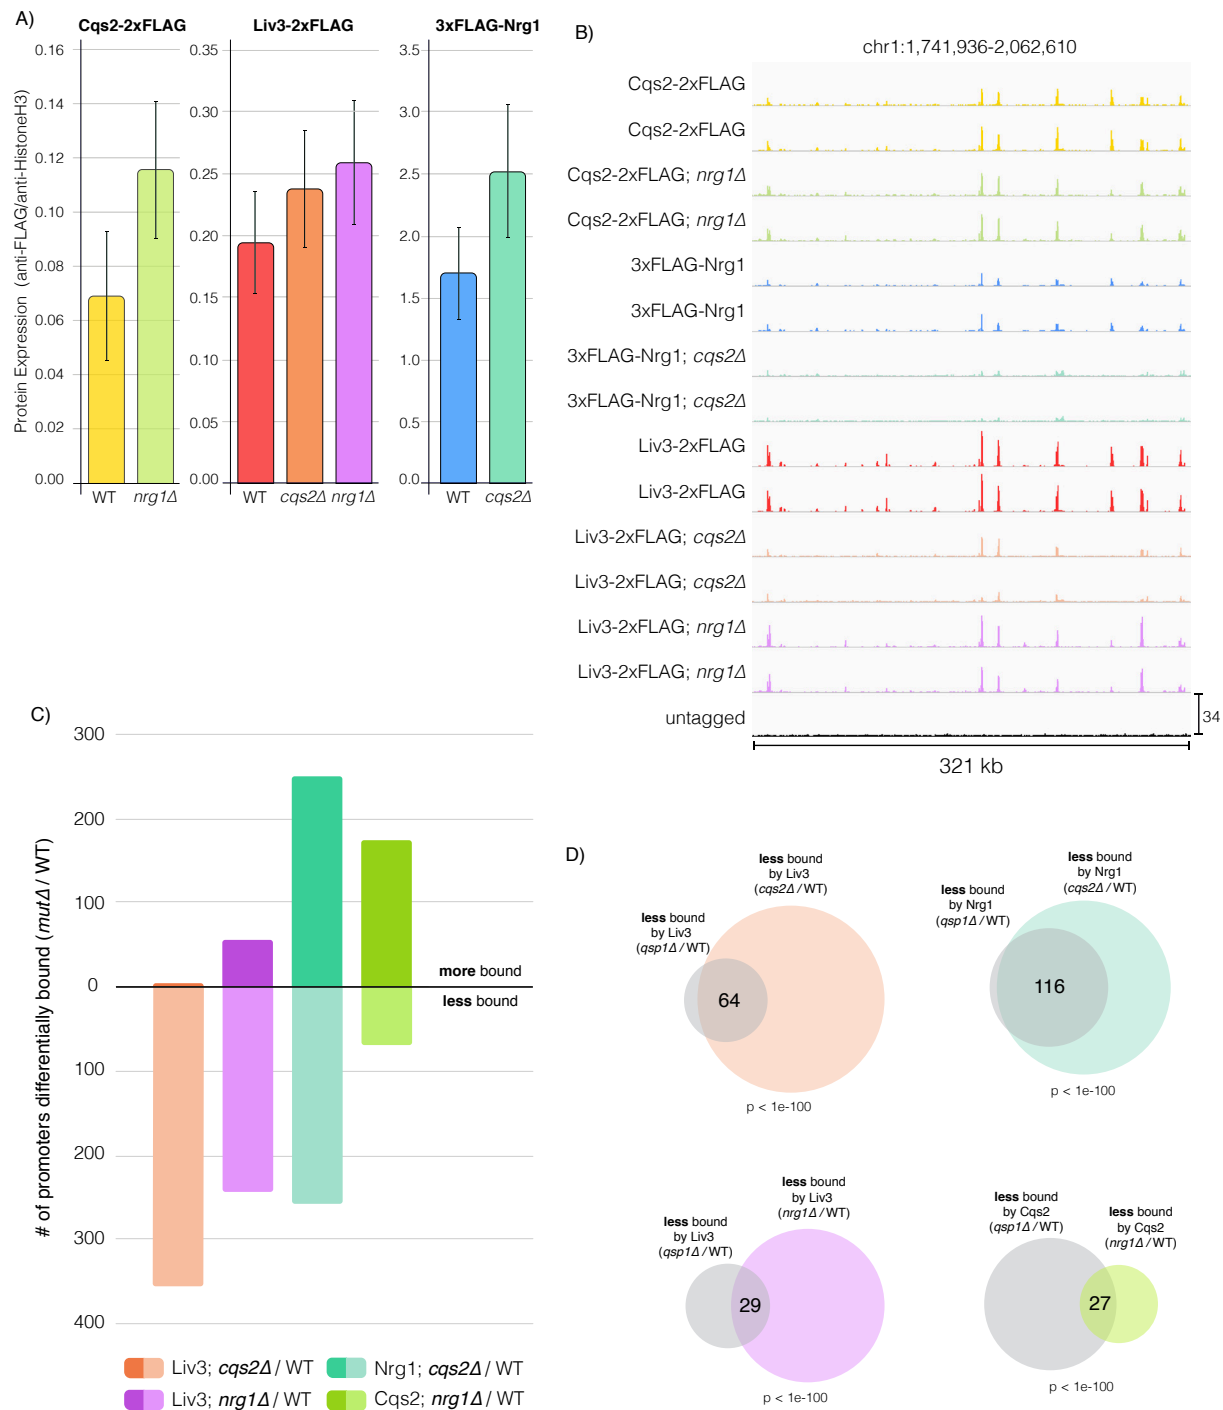 A)
Cqs2-2xFLAG
Liv3-2xFLAG
3xFLAG-Nrg1
Protein Expression (anti-FLAG/anti-HistoneH3)
0.16
0.14
0.12
0.10
0.08
0.06
0.04
0.02
0.00
WT
nrg1Δ
0.35
0.30
0.25
0.20
0.15
0.10
0.05
0.00
WT
cqs2Δ
nrg1Δ
3.5
3.0
2.5
2.0
1.5
1.0
0.5
0.0
WT
cqs2Δ
B)
chr1:1,741,936-2,062,610
Cqs2-2xFLAG
Cqs2-2xFLAG
Cqs2-2xFLAG; nrg1Δ
Cqs2-2xFLAG; nrg1Δ
3xFLAG-Nrg1
3xFLAG-Nrg1
3xFLAG-Nrg1; cqs2Δ
3xFLAG-Nrg1; cqs2Δ
Liv3-2xFLAG
Liv3-2xFLAG
Liv3-2xFLAG; cqs2Δ
Liv3-2xFLAG; cqs2Δ
Liv3-2xFLAG; nrg1Δ
Liv3-2xFLAG; nrg1Δ
untagged
34
321 kb
C)
# of promoters differentially bound (mutΔ / WT)
300
200
100
0
100
200
300
400
more bound
less bound
Liv3; cqs2Δ / WT
Nrg1; cqs2Δ / WT
Liv3; nrg1Δ / WT
Cqs2; nrg1Δ / WT
D)
less bound
by Liv3
(cqs2Δ / WT)
less bound
by Liv3
(qsp1Δ / WT)
64
p < 1e-100
less bound
by Nrg1
(cqs2Δ / WT)
less bound
by Nrg1
(qsp1Δ / WT)
116
p < 1e-100
less bound
by Liv3
(nrg1Δ / WT)
less bound
by Liv3
(qsp1Δ / WT)
29
p < 1e-100
less bound
by Cqs2
(qsp1Δ / WT)
less bound
by Cqs2
(nrg1Δ / WT)
27
p < 1e-100